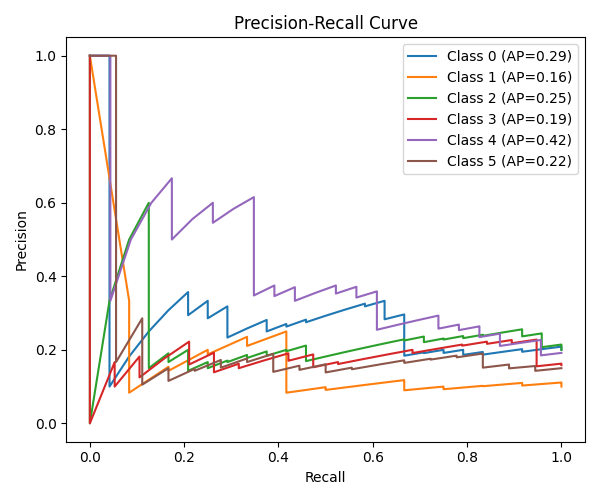 Precision-Recall Curve
Class 0 (AP=0.29)
Class 1 (AP=0.16)
Class 2 (AP=0.25)
Class 3 (AP=0.19)
Class 4 (AP=0.42)
Class 5 (AP=0.22)
Precision
1.0
0.8
0.6
0.4
0.2
0.0
0.0 0.2 0.4 0.6 0.8 1.0
Recall